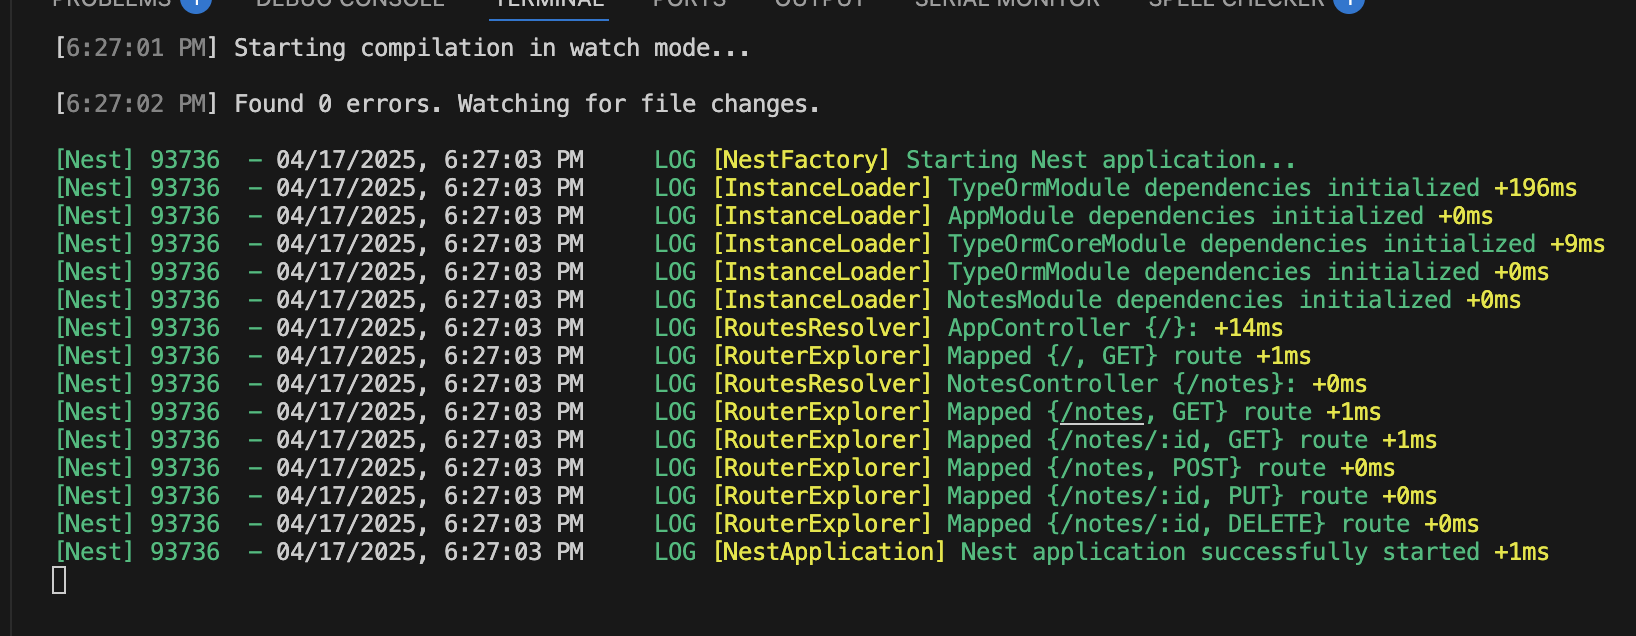 PROBLEMS 1 DEBUG CONSOLE TERMINAL PORTS OUTPUT SERIAL MONITOR SPELL CHECKER 1
[6:27:01 PM] Starting compilation in watch mode...
[6:27:02 PM] Found 0 errors. Watching for file changes.
[Nest] 93736  - 04/17/2025, 6:27:03 PM     LOG [NestFactory] Starting Nest application...
[Nest] 93736  - 04/17/2025, 6:27:03 PM     LOG [InstanceLoader] TypeOrmModule dependencies initialized +196ms
[Nest] 93736  - 04/17/2025, 6:27:03 PM     LOG [InstanceLoader] AppModule dependencies initialized +0ms
[Nest] 93736  - 04/17/2025, 6:27:03 PM     LOG [InstanceLoader] TypeOrmCoreModule dependencies initialized +9ms
[Nest] 93736  - 04/17/2025, 6:27:03 PM     LOG [InstanceLoader] TypeOrmModule dependencies initialized +0ms
[Nest] 93736  - 04/17/2025, 6:27:03 PM     LOG [InstanceLoader] NotesModule dependencies initialized +0ms
[Nest] 93736  - 04/17/2025, 6:27:03 PM     LOG [RoutesResolver] AppController {/}: +14ms
[Nest] 93736  - 04/17/2025, 6:27:03 PM     LOG [RouterExplorer] Mapped {/, GET} route +1ms
[Nest] 93736  - 04/17/2025, 6:27:03 PM     LOG [RoutesResolver] NotesController {/notes}: +0ms
[Nest] 93736  - 04/17/2025, 6:27:03 PM     LOG [RouterExplorer] Mapped {/notes, GET} route +1ms
[Nest] 93736  - 04/17/2025, 6:27:03 PM     LOG [RouterExplorer] Mapped {/notes/:id, GET} route +1ms
[Nest] 93736  - 04/17/2025, 6:27:03 PM     LOG [RouterExplorer] Mapped {/notes, POST} route +0ms
[Nest] 93736  - 04/17/2025, 6:27:03 PM     LOG [RouterExplorer] Mapped {/notes/:id, PUT} route +0ms
[Nest] 93736  - 04/17/2025, 6:27:03 PM     LOG [RouterExplorer] Mapped {/notes/:id, DELETE} route +0ms
[Nest] 93736  - 04/17/2025, 6:27:03 PM     LOG [NestApplication] Nest application successfully started +1ms